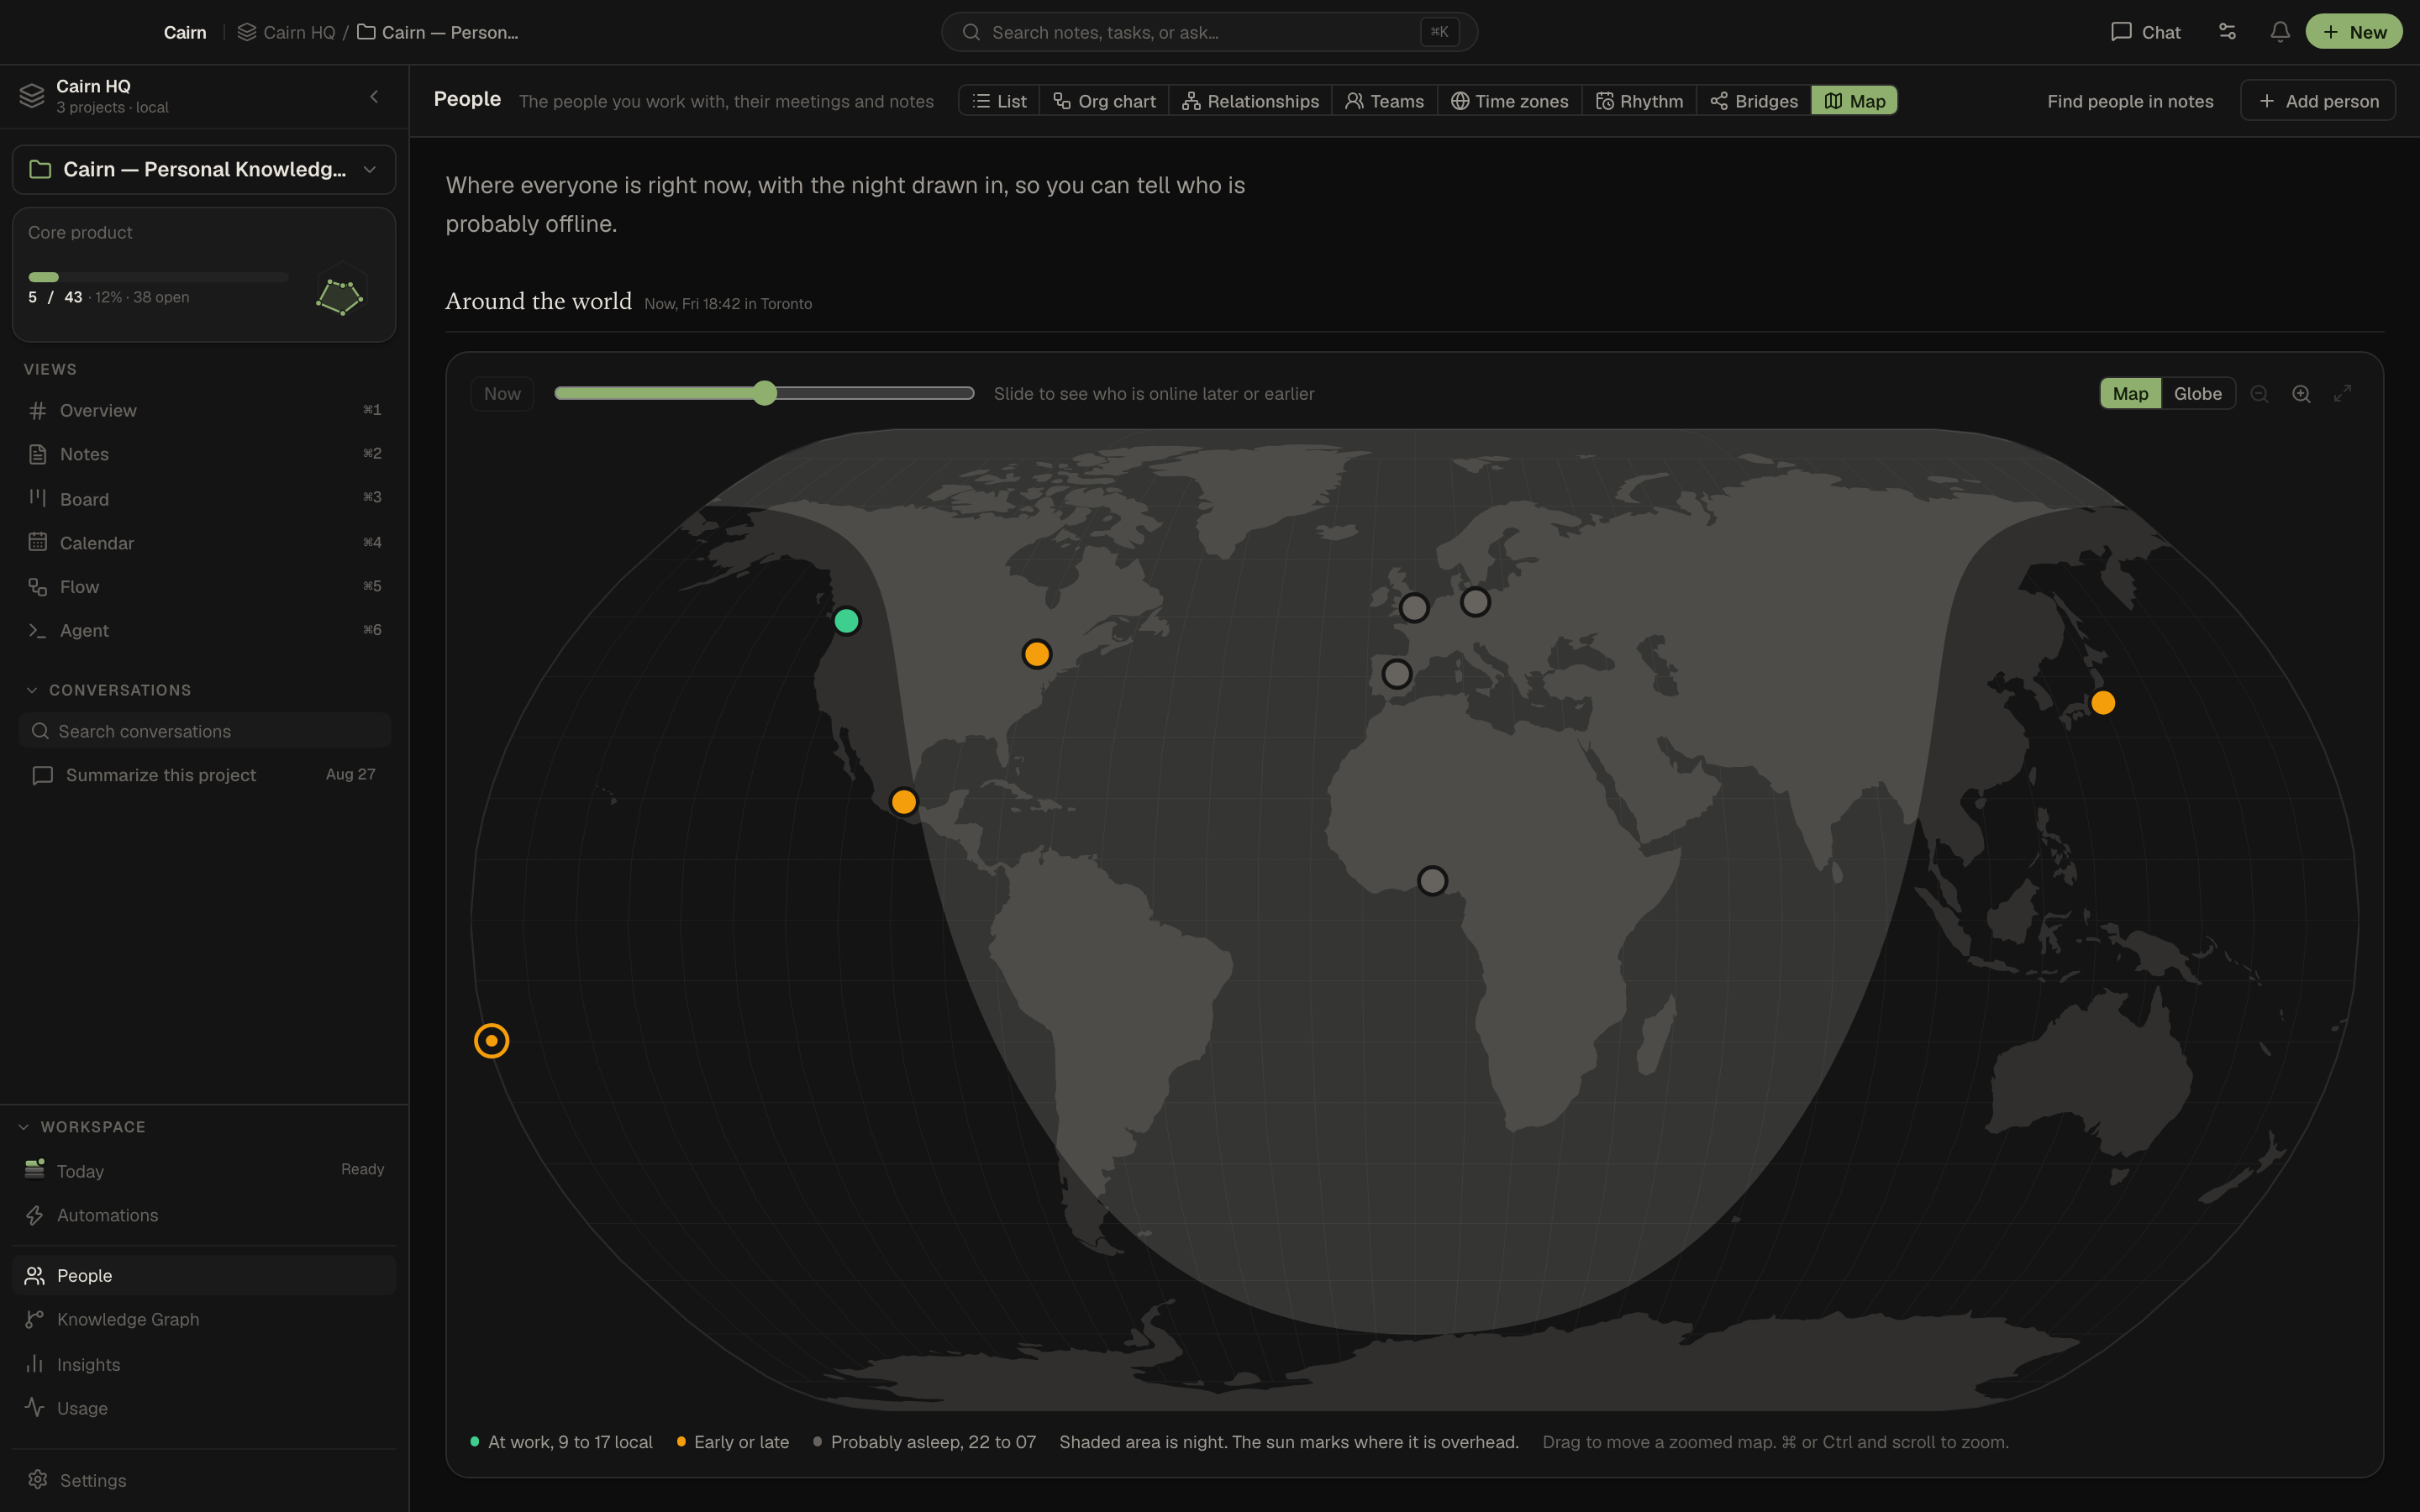 Cairn
Cairn HQ / Cairn — Person...
Search notes, tasks, or ask...
⌘K
Chat
New
Cairn HQ
3 projects · local
Cairn — Personal Knowledg...
Core product
5 / 43 · 12% · 38 open
VIEWS
Overview ⌘1
Notes ⌘2
Board ⌘3
Calendar ⌘4
Flow ⌘5
Agent ⌘6
CONVERSATIONS
Search conversations
Summarize this project Aug 27
WORKSPACE
Today Ready
Automations
People
Knowledge Graph
Insights
Usage
Settings
People The people you work with, their meetings and notes
List Org chart Relationships Teams Time zones Rhythm Bridges Map
Find people in notes
Add person
Where everyone is right now, with the night drawn in, so you can tell who is
probably offline.
Around the world Now, Fri 18:42 in Toronto
Now
Slide to see who is online later or earlier
Map Globe
At work, 9 to 17 local Early or late Probably asleep, 22 to 07 Shaded area is night. The sun marks where it is overhead. Drag to move a zoomed map. ⌘ or Ctrl and scroll to zoom.